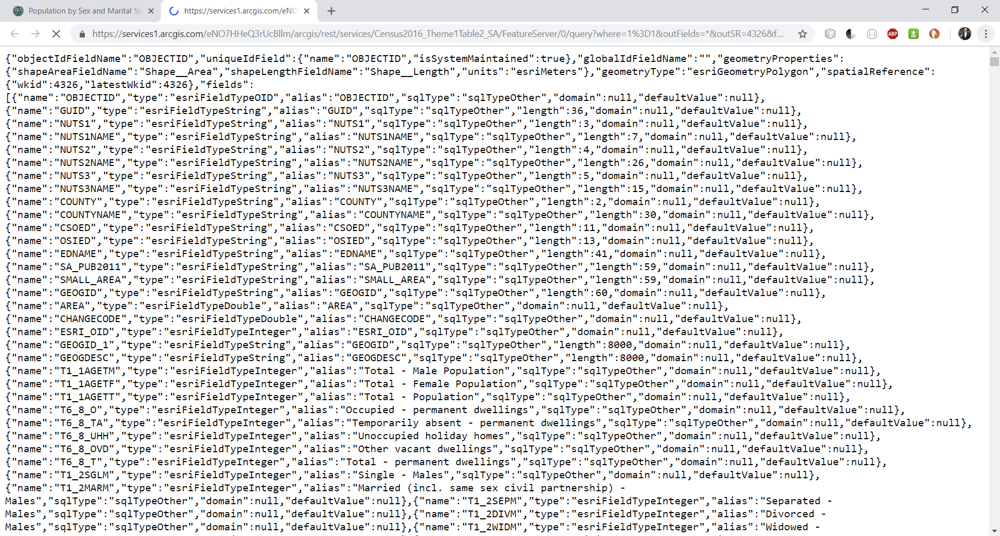 Population by Sex and Marital Sta
https://services1.arcgis.com/eNO
https://services1.arcgis.com/eNO7HHeQ3rUcBllm/arcgis/rest/services/Census2016_Theme1Table2_SA/FeatureServer/0/query?where=1%3D1&outFields=*&outSR=4326&f...
ABP
{"objectIdFieldName":"OBJECTID","uniqueIdField":{"name":"OBJECTID","isSystemMaintained":true},"globalIdFieldName":"","geometryProperties":
{"shapeAreaFieldName":"Shape__Area","shapeLengthFieldName":"Shape__Length","units":"esriMeters"},"geometryType":"esriGeometryPolygon","spatialReference":
{"wkid":4326,"latestWkid":4326},"fields":
[{"name":"OBJECTID","type":"esriFieldTypeOID","alias":"OBJECTID","sqlType":"sqlTypeOther","domain":null,"defaultValue":null},
{"name":"GUID","type":"esriFieldTypeString","alias":"GUID","sqlType":"sqlTypeOther","length":36,"domain":null,"defaultValue":null},
{"name":"NUTS1","type":"esriFieldTypeString","alias":"NUTS1","sqlType":"sqlTypeOther","length":3,"domain":null,"defaultValue":null},
{"name":"NUTS1NAME","type":"esriFieldTypeString","alias":"NUTS1NAME","sqlType":"sqlTypeOther","length":7,"domain":null,"defaultValue":null},
{"name":"NUTS2","type":"esriFieldTypeString","alias":"NUTS2","sqlType":"sqlTypeOther","length":4,"domain":null,"defaultValue":null},
{"name":"NUTS2NAME","type":"esriFieldTypeString","alias":"NUTS2NAME","sqlType":"sqlTypeOther","length":26,"domain":null,"defaultValue":null},
{"name":"NUTS3","type":"esriFieldTypeString","alias":"NUTS3","sqlType":"sqlTypeOther","length":5,"domain":null,"defaultValue":null},
{"name":"NUTS3NAME","type":"esriFieldTypeString","alias":"NUTS3NAME","sqlType":"sqlTypeOther","length":15,"domain":null,"defaultValue":null},
{"name":"COUNTY","type":"esriFieldTypeString","alias":"COUNTY","sqlType":"sqlTypeOther","length":2,"domain":null,"defaultValue":null},
{"name":"COUNTYNAME","type":"esriFieldTypeString","alias":"COUNTYNAME","sqlType":"sqlTypeOther","length":30,"domain":null,"defaultValue":null},
{"name":"CSOED","type":"esriFieldTypeString","alias":"CSOED","sqlType":"sqlTypeOther","length":11,"domain":null,"defaultValue":null},
{"name":"OSIED","type":"esriFieldTypeString","alias":"OSIED","sqlType":"sqlTypeOther","length":13,"domain":null,"defaultValue":null},
{"name":"EDNAME","type":"esriFieldTypeString","alias":"EDNAME","sqlType":"sqlTypeOther","length":41,"domain":null,"defaultValue":null},
{"name":"SA_PUB2011","type":"esriFieldTypeString","alias":"SA_PUB2011","sqlType":"sqlTypeOther","length":59,"domain":null,"defaultValue":null},
{"name":"SMALL_AREA","type":"esriFieldTypeString","alias":"SMALL_AREA","sqlType":"sqlTypeOther","length":59,"domain":null,"defaultValue":null},
{"name":"GEOGID","type":"esriFieldTypeString","alias":"GEOGID","sqlType":"sqlTypeOther","length":60,"domain":null,"defaultValue":null},
{"name":"AREA","type":"esriFieldTypeDouble","alias":"AREA","sqlType":"sqlTypeOther","domain":null,"defaultValue":null},
{"name":"CHANGECODE","type":"esriFieldTypeDouble","alias":"CHANGECODE","sqlType":"sqlTypeOther","domain":null,"defaultValue":null},
{"name":"ESRI_OID","type":"esriFieldTypeInteger","alias":"ESRI_OID","sqlType":"sqlTypeOther","domain":null,"defaultValue":null},
{"name":"GEOGID_1","type":"esriFieldTypeString","alias":"GEOGID","sqlType":"sqlTypeOther","length":8000,"domain":null,"defaultValue":null},
{"name":"GEOGDESC","type":"esriFieldTypeString","alias":"GEOGDESC","sqlType":"sqlTypeOther","length":8000,"domain":null,"defaultValue":null},
{"name":"T1_1AGETM","type":"esriFieldTypeInteger","alias":"Total - Male Population","sqlType":"sqlTypeOther","domain":null,"defaultValue":null},
{"name":"T1_1AGETF","type":"esriFieldTypeInteger","alias":"Total - Female Population","sqlType":"sqlTypeOther","domain":null,"defaultValue":null},
{"name":"T1_1AGETT","type":"esriFieldTypeInteger","alias":"Total - Population","sqlType":"sqlTypeOther","domain":null,"defaultValue":null},
{"name":"T6_8_O","type":"esriFieldTypeInteger","alias":"Occupied - permanent dwellings","sqlType":"sqlTypeOther","domain":null,"defaultValue":null},
{"name":"T6_8_TA","type":"esriFieldTypeInteger","alias":"Temporarily absent - permanent dwellings","sqlType":"sqlTypeOther","domain":null,"defaultValue":null},
{"name":"T6_8_UHH","type":"esriFieldTypeInteger","alias":"Unoccupied holiday homes","sqlType":"sqlTypeOther","domain":null,"defaultValue":null},
{"name":"T6_8_OVD","type":"esriFieldTypeInteger","alias":"Other vacant dwellings","sqlType":"sqlTypeOther","domain":null,"defaultValue":null},
{"name":"T6_8_T","type":"esriFieldTypeInteger","alias":"Total - permanent dwellings","sqlType":"sqlTypeOther","domain":null,"defaultValue":null},
{"name":"T1_2SGLM","type":"esriFieldTypeInteger","alias":"Single - Males","sqlType":"sqlTypeOther","domain":null,"defaultValue":null},
{"name":"T1_2MARM","type":"esriFieldTypeInteger","alias":"Married (incl. same sex civil partnership) -
Males","sqlType":"sqlTypeOther","domain":null,"defaultValue":null},{"name":"T1_2SEPM","type":"esriFieldTypeInteger","alias":"Separated -
Males","sqlType":"sqlTypeOther","domain":null,"defaultValue":null},{"name":"T1_2DIVM","type":"esriFieldTypeInteger","alias":"Divorced -
Males","sqlType":"sqlTypeOther","domain":null,"defaultValue":null},{"name":"T1_2WIDM","type":"esriFieldTypeInteger","alias":"Widowed -